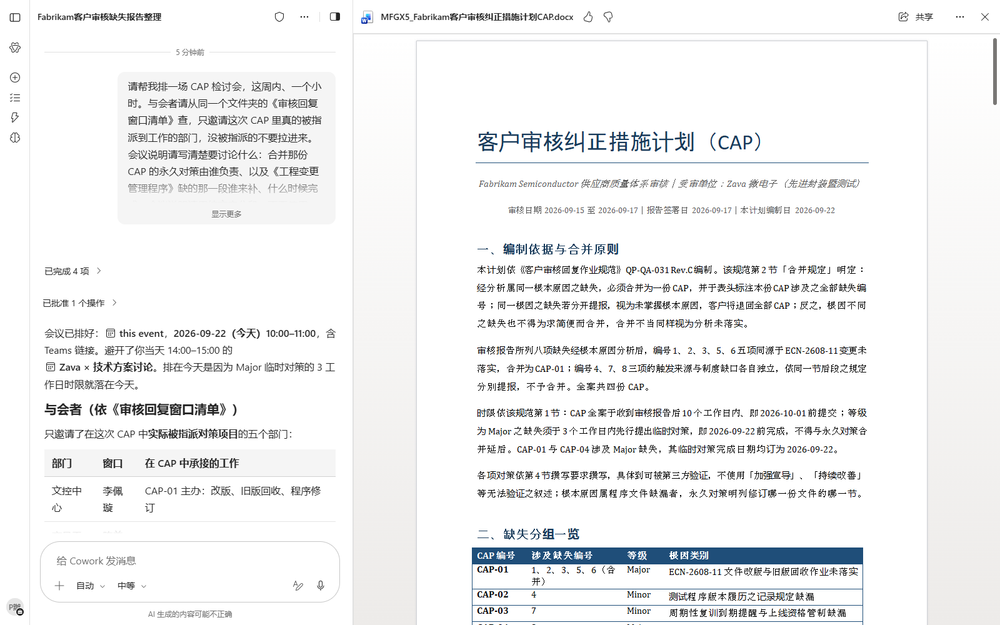 Fabrikam客户审核缺失报告整理
5 分钟前
请帮我排一场 CAP 检讨会，这周内、一个小
时。与会者请从同一个文件夹的《审核回复
窗口清单》查，只邀请这次 CAP 里真的被指
派到工作的部门，没被指派的不要拉进来。
会议说明请写清楚要讨论什么：合并那份
CAP 的永久对策由谁负责、以及《工程变更
管理程序》缺的那一段谁来补、什么时候完
显示更多
已完成 4 项
已批准 1 个操作
会议已排好： this event，2026-09-22（今天）10:00–11:00，含
Teams 链接。避开了你当天 14:00–15:00 的
Zava × 技术方案讨论。排在今天是因为 Major 临时对策的 3 工
作日时限就落在今天。
与会者（依《审核回复窗口清单》）
只邀请了在这次 CAP 中实际被指派对策项目的五个部门：
部门 窗口 在 CAP 中承接的工作
文控中 李佩 CAP-01 主办：改版、旧版回收、程序修
心 璇 订
给 Cowork 发消息
自动 中等
AI 生成的内容可能不正确
P辦
MFGX5_Fabrikam客户审核纠正措施计划CAP.docx
共享
客户审核纠正措施计划（CAP）
Fabrikam Semiconductor 供应商质量体系审核｜受审单位：Zava 微电子（先进封装暨测试）
审核日期 2026-09-15 至 2026-09-17｜报告签署日 2026-09-17｜本计划编制日 2026-09-22
一、编制依据与合并原则
本计划依《客户审核回复作业规范》QP-QA-031 Rev.C 编制。该规范第 2 节「合并规定」明定：
经分析属同一根本原因之缺失，必须合并为一份 CAP，并于表头标注本份 CAP 涉及之全部缺失编
号；同一根因之缺失若分开提报，视为未掌握根本原因，客户将退回全部 CAP；反之，根因不同
之缺失也不得为求简便而合并，合并不当同样视为分析未落实。
审核报告所列八项缺失经根本原因分析后，编号 1、2、3、5、6 五项同源于 ECN-2608-11 变更未
落实，合并为 CAP-01；编号 4、7、8 三项的触发来源与制度缺口各自独立，依同一节后段之规定
分别提报，不予合并。全案共四份 CAP。
时限依该规范第 1 节：CAP 全案于收到审核报告后 10 个工作日内、即 2026-10-01 前提交；等级
为 Major 之缺失须于 3 个工作日内先行提出临时对策，即 2026-09-22 前完成，不得与永久对策合
并延后。CAP-01 与 CAP-04 涉及 Major 缺失，其临时对策完成日期均订为 2026-09-22。
各项对策依第 4 节撰写要求撰写，具体到可被第三方验证，不使用「加强宣导」、「持续改善」
等无法验证之叙述；根本原因属程序文件缺漏者，永久对策明列修订哪一份文件的哪一节。
二、缺失分组一览
CAP 编号 涉及缺失编号 等级 根因类别
CAP-01 1、2、3、5、6（合 Major ECN-2608-11 文件改版与旧版回收作业未落实
并）
CAP-02 4 Minor 测试程序版本履历之记录规定缺漏
CAP-03 7 Minor 周期性复训到期提醒与上线资格管制缺漏